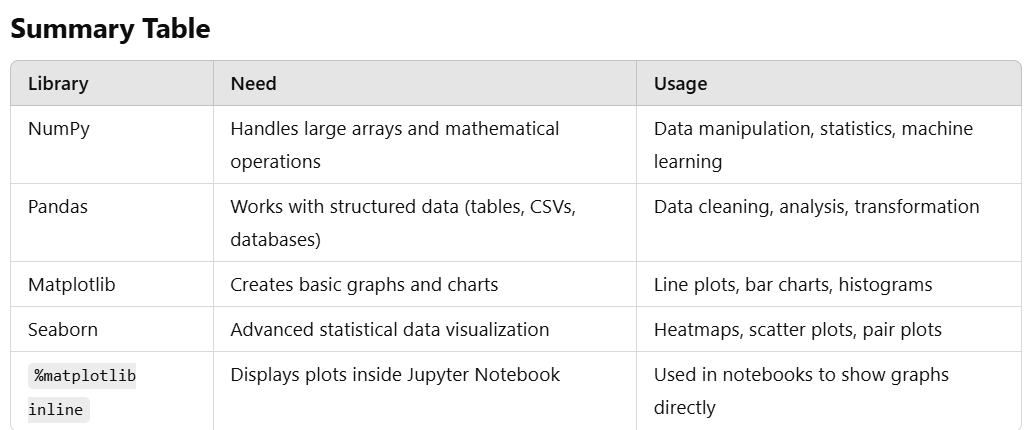 Summary Table
Library Need Usage
NumPy Handles large arrays and mathematical Data manipulation, statistics, machine
operations learning
Pandas Works with structured data (tables, CSVs, Data cleaning, analysis, transformation
databases)
Matplotlib Creates basic graphs and charts Line plots, bar charts, histograms
Seaborn Advanced statistical data visualization Heatmaps, scatter plots, pair plots
%matplotlib Displays plots inside Jupyter Notebook Used in notebooks to show graphs
inline directly